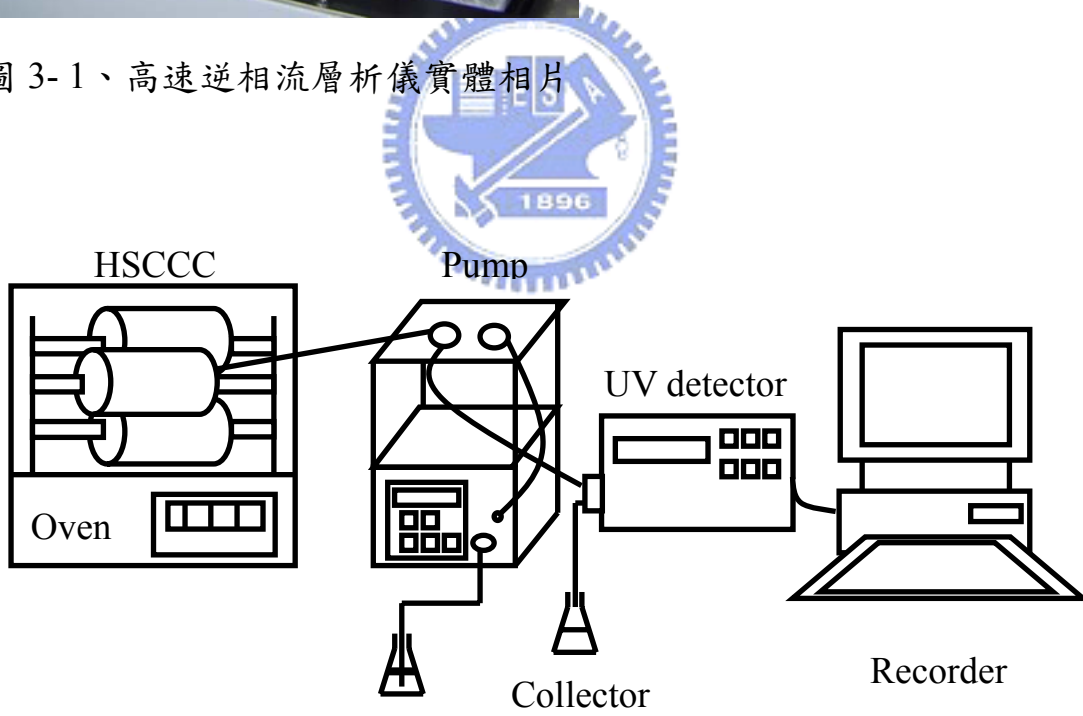 圖 3- 1、高速逆相流層析儀實體相片
E S A
1896
HSCCC
Pump
UV detector
Oven
Collector
Recorder